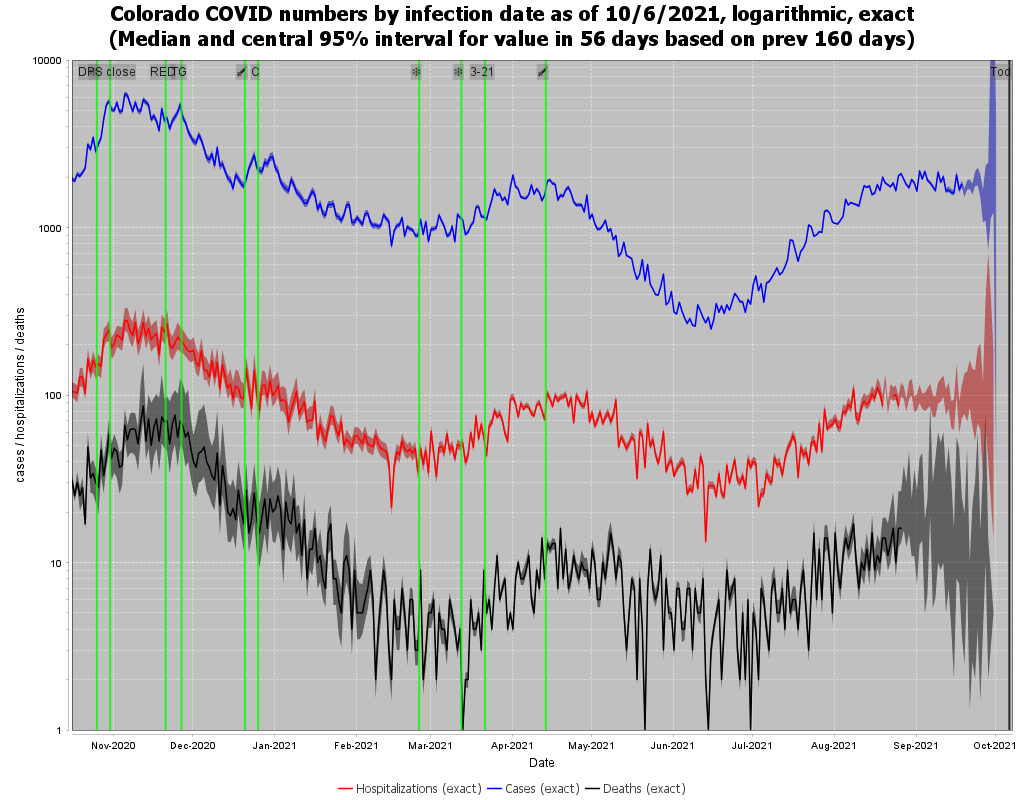 Colorado COVID numbers by infection date as of 10/6/2021, logarithmic, exact
(Median and central 95% interval for value in 56 days based on prev 160 days)
10000
1000
100
10
1
cases / hospitalizations / deaths
close
C
3-21
Tod
Nov-2020 Dec-2020 Jan-2021 Feb-2021 Mar-2021 Apr-2021 May-2021 Jun-2021 Jul-2021 Aug-2021 Sep-2021 Oct-2021
Date
Hospitalizations (exact) Cases (exact) Deaths (exact)